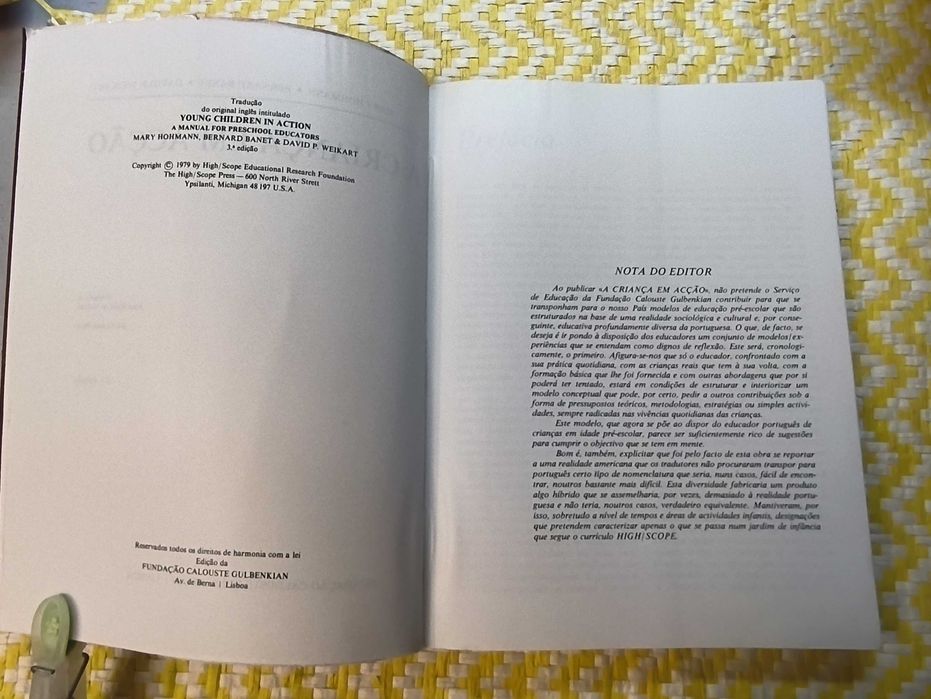 Tradução
do original inglês intitulado
YOUNG CHILDREN IN ACTION
A MANUAL FOR PRESCHOOL EDUCATORS
MARY HOHMANN, BERNARD BANET & DAVID P. WEIKART
3.ª edição
Copyright © 1979 by High/Scope Educational Research Foundation
The High/Scope Press — 600 North River Strett
Ypsilanti, Michigan 48 197 U.S.A.
Reservados todos os direitos de harmonia com a lei
Edição da
FUNDAÇÃO CALOUSTE GULBENKIAN
Av. de Berna | Lisboa
NOTA DO EDITOR
Ao publicar «A CRIANÇA EM ACÇÃO», não pretende o Serviço
de Educação da Fundação Calouste Gulbenkian contribuir para que se
transponham para o nosso País modelos de educação pré-escolar que são
estruturados na base de uma realidade sociológica e cultural e, por conse-
guinte, educativa profundamente diversa da portuguesa. O que, de facto, se
deseja é ir pondo à disposição dos educadores um conjunto de modelos/ex-
periências que se entendam como dignos de reflexão. Este será, cronologi-
camente, o primeiro. Afigura-se-nos que só o educador, confrontado com a
sua prática quotidiana, com as crianças reais que tem à sua volta, com a
formação básica que lhe foi fornecida e com outras abordagens que por si
poderá ter tentado, estará em condições de estruturar e interiorizar um
modelo conceptual que pode, por certo, pedir a outros contribuições sob a
forma de pressupostos teóricos, metodologias, estratégias ou simples activi-
dades, sempre radicadas nas vivências quotidianas das crianças.
Este modelo, que agora se põe ao dispor do educador português de
crianças em idade pré-escolar, parece ser suficientemente rico de sugestões
para cumprir o objectivo que se tem em mente.
Bom é, também, explicitar que foi pelo facto de esta obra se reportar
a uma realidade americana que os tradutores não procuraram transpor para
português certo tipo de nomenclatura que seria, nuns casos, fácil de encon-
trar, noutros bastante mais difícil. Esta diversidade fabricaria um produto
algo híbrido que se assemelharia, por vezes, demasiado à realidade portu-
guesa e não teria, noutros casos, verdadeiro equivalente. Mantiveram, por
isso, sobretudo a nível de tempos e áreas de actividades infantis, designações
que pretendem caracterizar apenas o que se passa num jardim de infância
que segue o currículo HIGH/SCOPE.